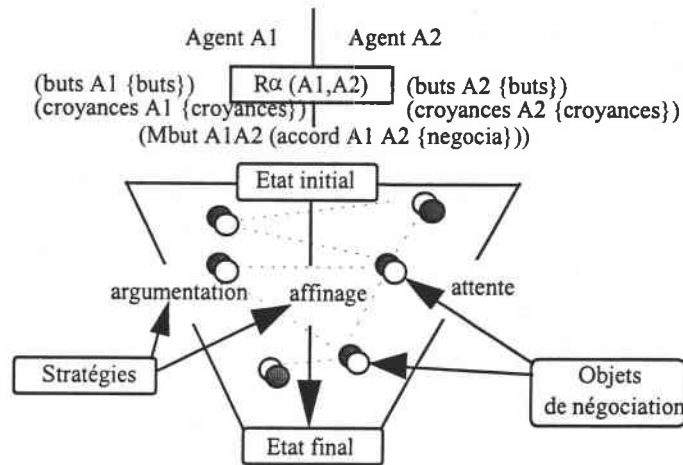 Agent A1 Agent A2
Rα (A1,A2)
(buts A1 {buts})
(croyances A1 {croyances})
(buts A2 {buts})
(croyances A2 {croyances})
(Mbut A1A2 (accord A1 A2 {negocia}))
Etat initial
argumentation affinage attente
Stratégies
Objets
de négociation
Etat final